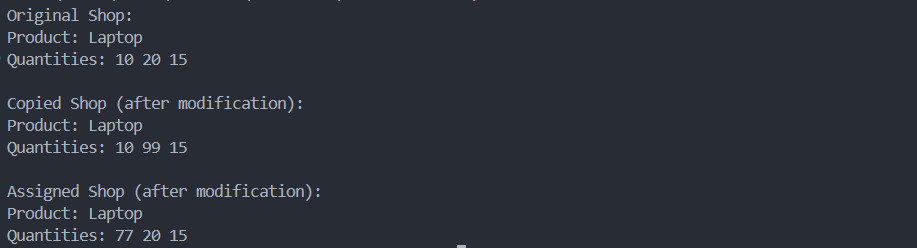 Original Shop:
Product: Laptop
Quantities: 10 20 15
Copied Shop (after modification):
Product: Laptop
Quantities: 10 99 15
Assigned Shop (after modification):
Product: Laptop
Quantities: 77 20 15